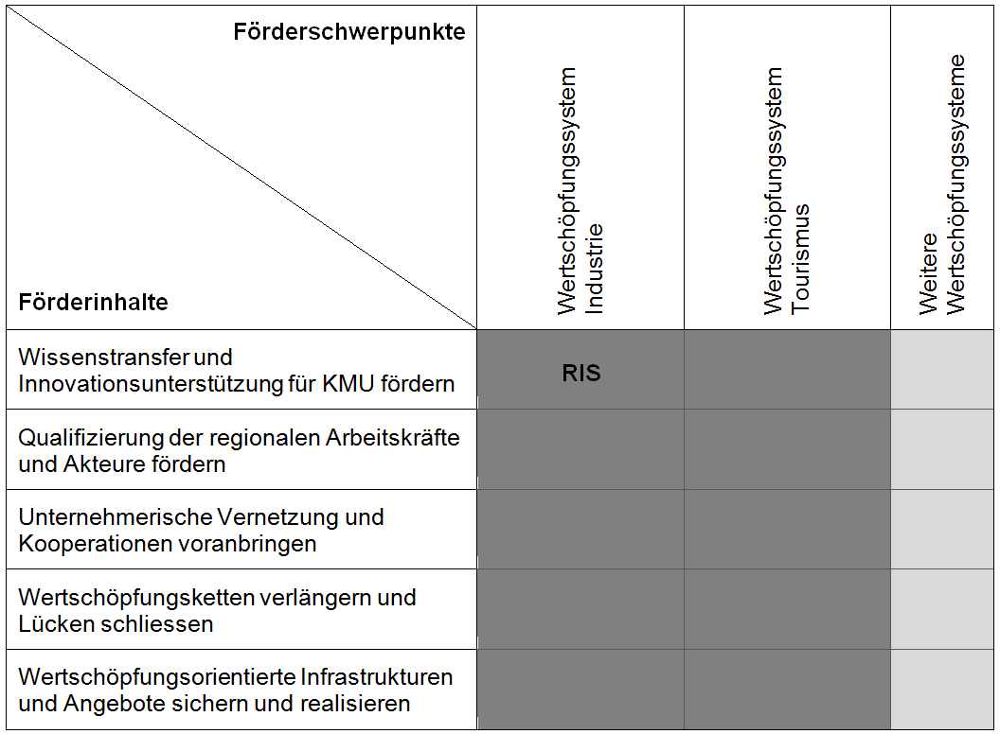 Förderschwerpunkte
Förderinhalte
Wertschöpfungssystem
Industrie
Wertschöpfungssystem
Tourismus
Weitere
Wertschöpfungssysteme
Wissenstransfer und
Innovationsunterstützung für KMU fördern
RIS
Qualifizierung der regionalen Arbeitskräfte
und Akteure fördern
Unternehmerische Vernetzung und
Kooperationen voranbringen
Wertschöpfungsketten verlängern und
Lücken schliessen
Wertschöpfungsorientierte Infrastrukturen
und Angebote sichern und realisieren